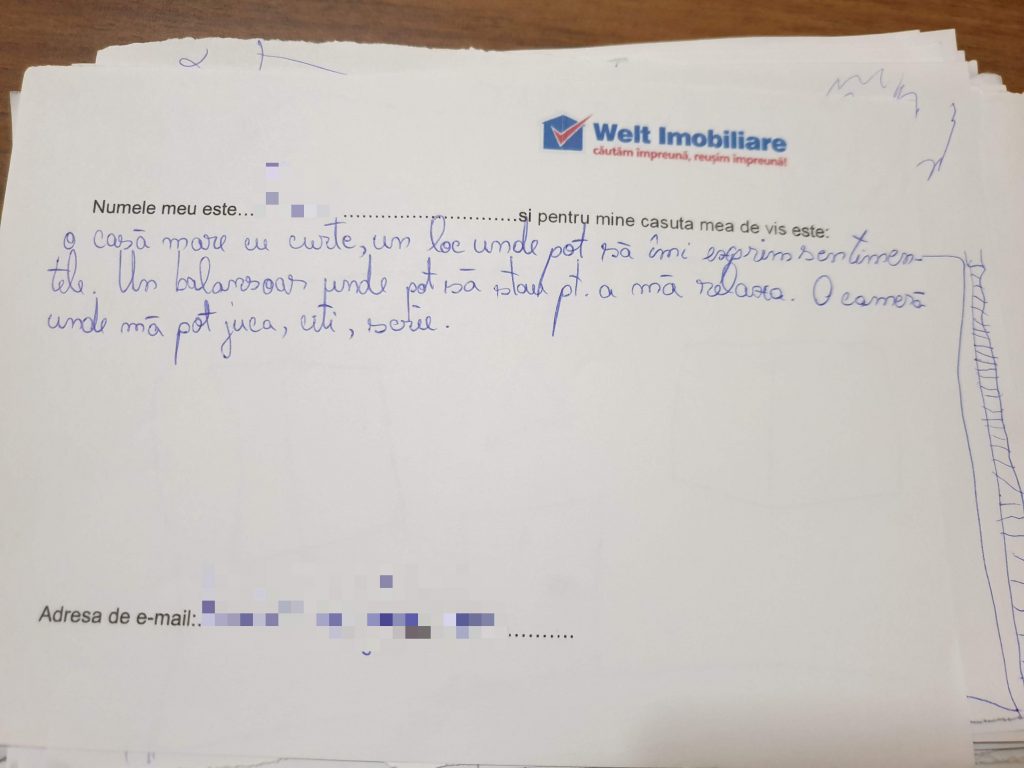 Welt Imobiliare
căutăm împreună, reușim împreună!
Numele meu este... ............................și pentru mine casuta mea de vis este:
o casă mare cu curte, un loc unde pot să îmi exprim sentimen-
tele. Un balansoar unde pot să stau pt. a mă relaxa. O cameră
unde mă pot juca, citi, scrie.
Adresa de e-mail:. ..........